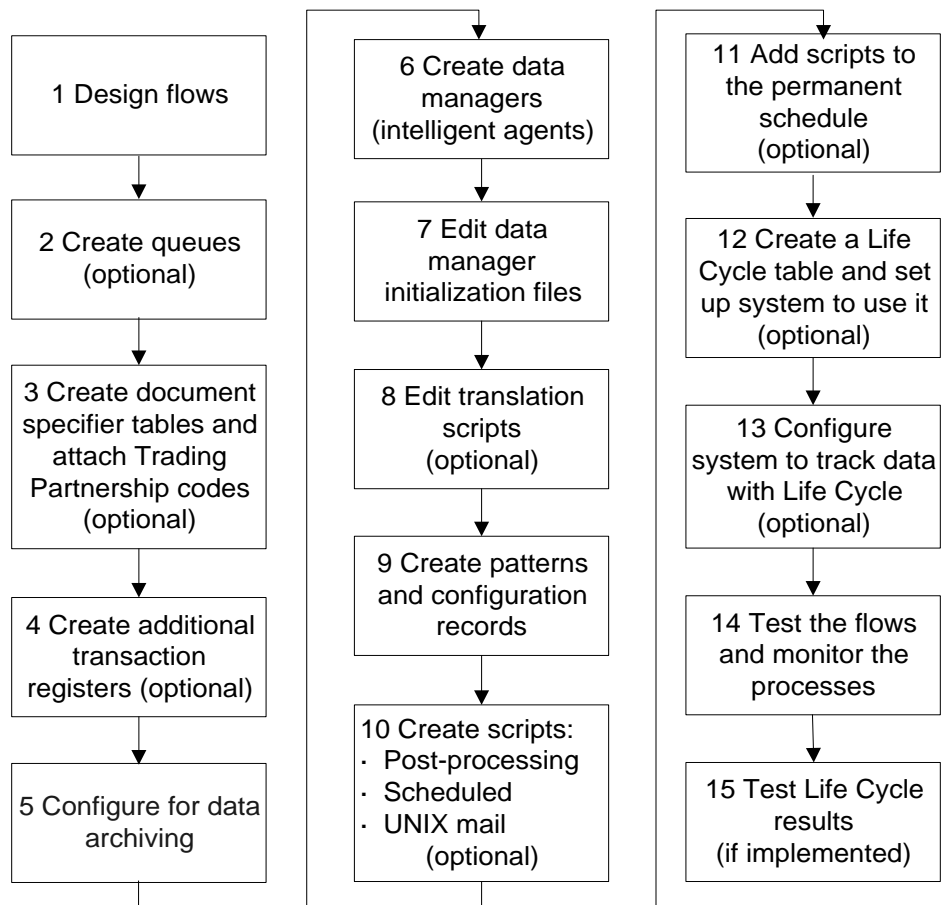 1 Design flows
2 Create queues
(optional)
3 Create document
specifier tables and
attach Trading
Partnership codes
(optional)
4 Create additional
transaction
registers (optional)
5 Configure for data
archiving
6 Create data
managers
(intelligent agents)
7 Edit data
manager
initialization files
8 Edit translation
scripts
(optional)
9 Create patterns
and configuration
records
10 Create scripts:
· Post-processing
· Scheduled
· UNIX mail
(optional)
11 Add scripts to
the permanent
schedule
(optional)
12 Create a Life
Cycle table and set
up system to use it
(optional)
13 Configure
system to track data
with Life Cycle
(optional)
14 Test the flows
and monitor the
processes
15 Test Life Cycle
results
(if implemented)